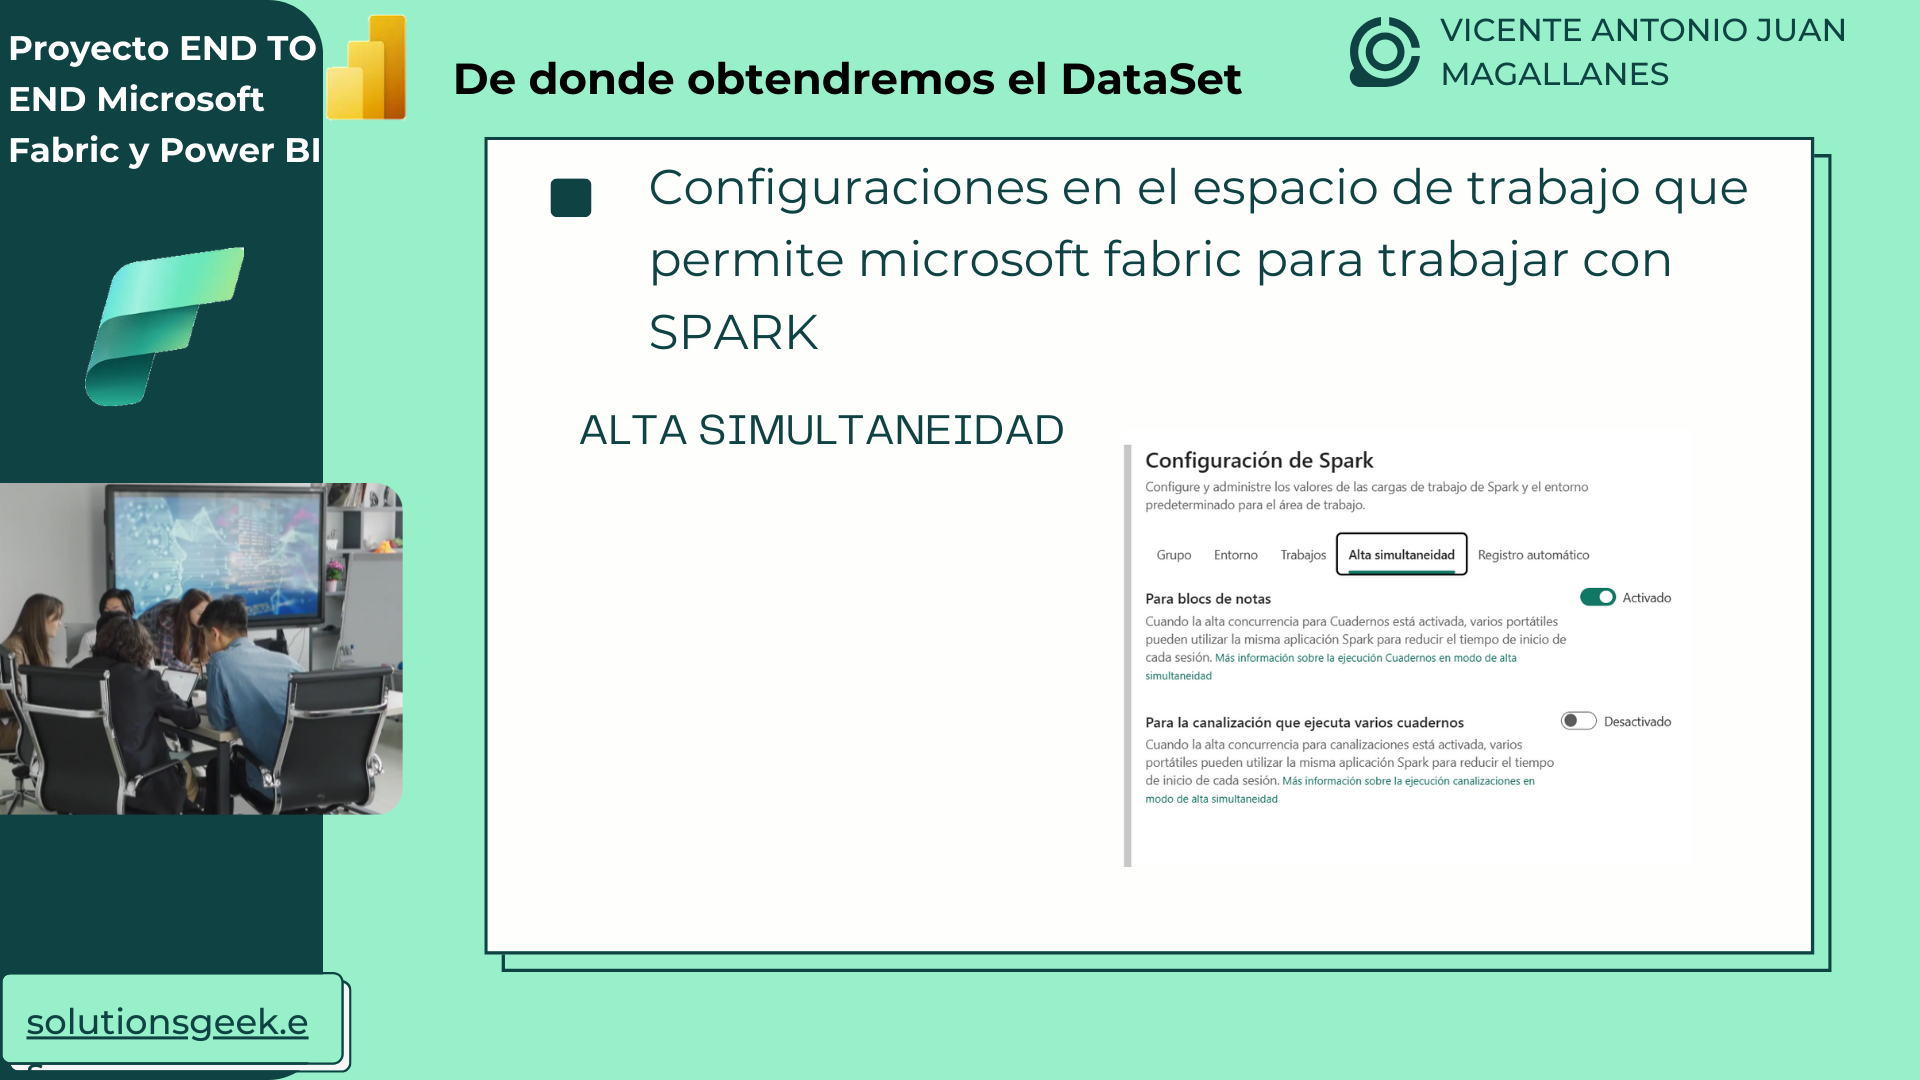 Proyecto END TO
END Microsoft
Fabric y Power BI
De donde obtendremos el DataSet
VICENTE ANTONIO JUAN
MAGALLANES
Configuraciones en el espacio de trabajo que
permite microsoft fabric para trabajar con
SPARK
ALTA SIMULTANEIDAD
Configuración de Spark
Configure y administre los valores de las cargas de trabajo de Spark y el entorno
predeterminado para el área de trabajo.
Grupo Entorno Trabajos Alta simultaneidad Registro automático
Para blocs de notas Activado
Cuando la alta concurrencia para Cuadernos está activada, varios portátiles
pueden utilizar la misma aplicación Spark para reducir el tiempo de inicio de
cada sesión. Más información sobre la ejecución Cuadernos en modo de alta
simultaneidad
Para la canalización que ejecuta varios cuadernos Desactivado
Cuando la alta concurrencia para canalizaciones está activada, varios
portátiles pueden utilizar la misma aplicación Spark para reducir el tiempo
de inicio de cada sesión. Más información sobre la ejecución canalizaciones en
modo de alta simultaneidad
solutionsgeek.e